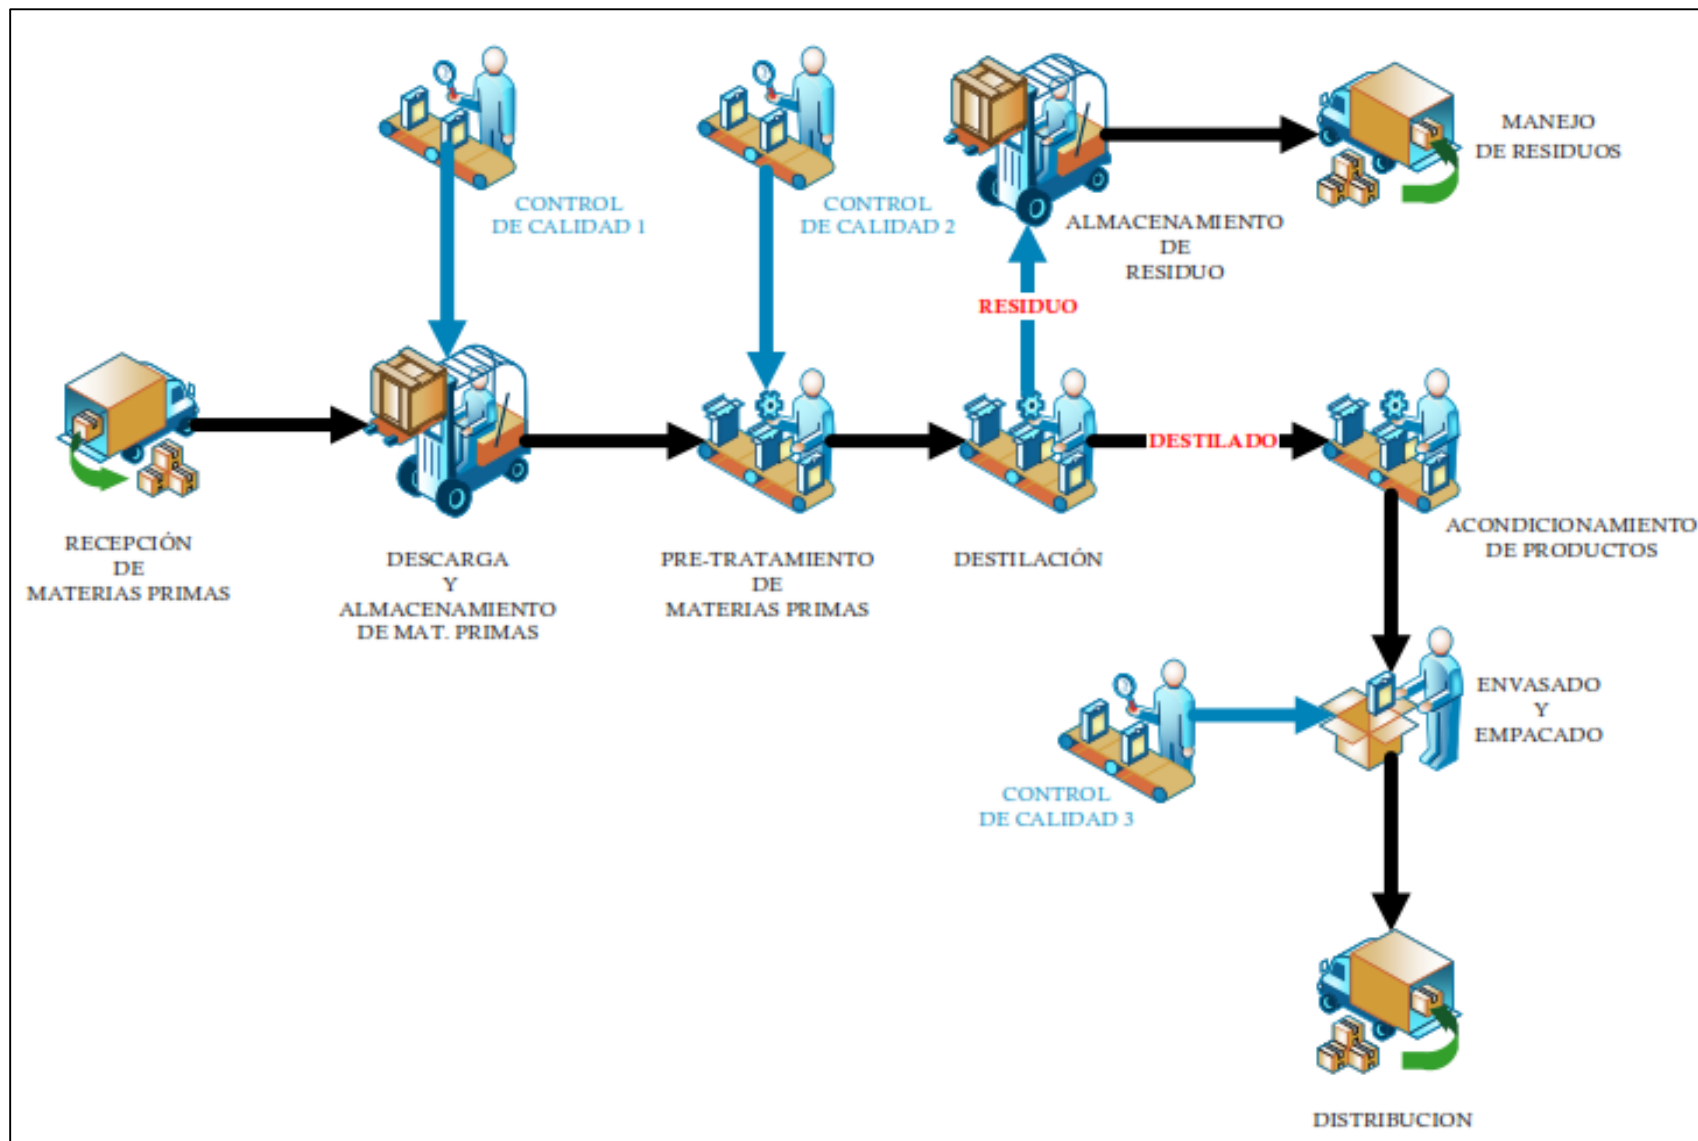 CONTROL
DE CALIDAD 1
CONTROL
DE CALIDAD 2
ALMACENAMIENTO
DE
RESIDUO
MANEJO
DE RESIDUOS
RESIDUO
DESTILADO
RECEPCIÓN
DE
MATERIAS PRIMAS
DESCARGA
Y
ALMACENAMIENTO
DE MAT. PRIMAS
PRE-TRATAMIENTO
DE
MATERIAS PRIMAS
DESTILACIÓN
ACONDICIONAMIENTO
DE PRODUCTOS
CONTROL
DE CALIDAD 3
ENVASADO
Y
EMPACADO
DISTRIBUCION